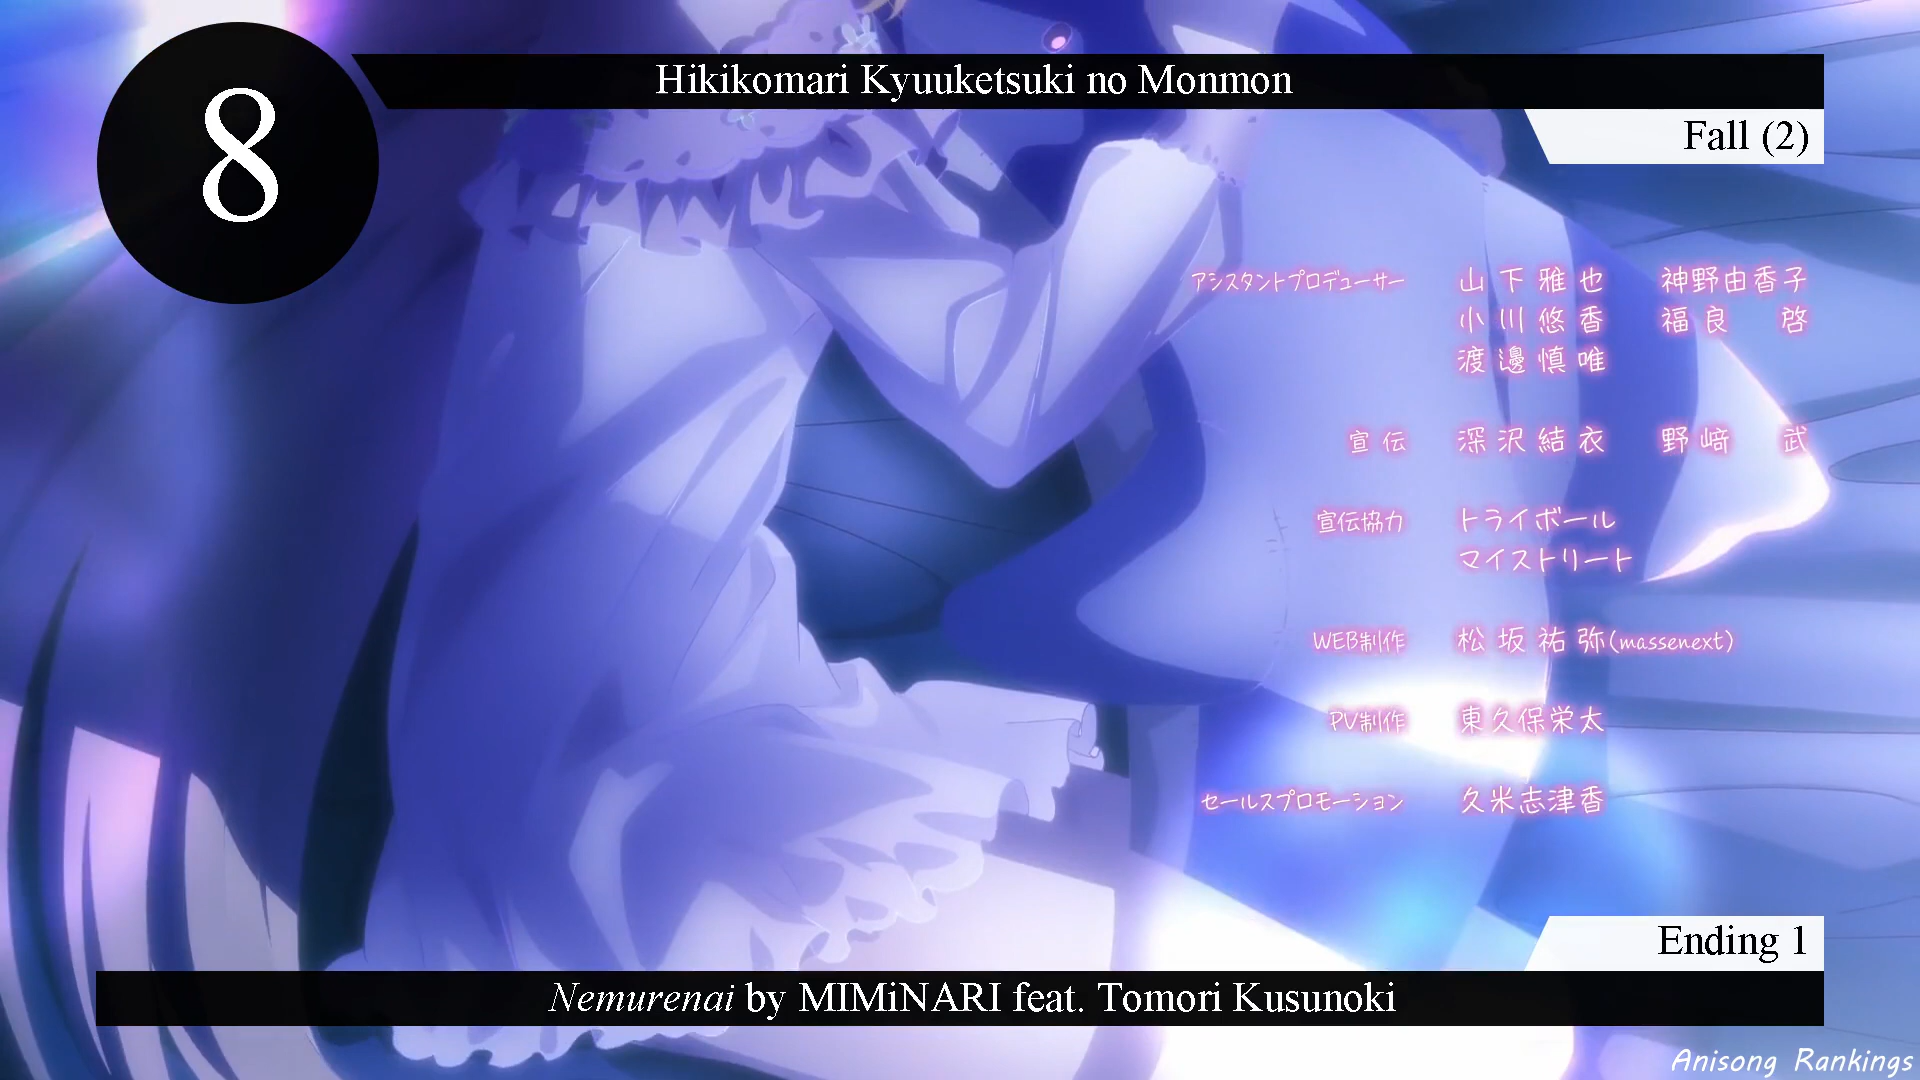 8
Hikikomari Kyuuketsuki no Monmon
Fall (2)
アシスタントプロデューサー 山下雅也 神野由香子
小川悠香 福良 啓
渡邊慎唯
宣伝 深沢結衣 野﨑 武
宣伝協力 トライボール
マイストリート
WEB制作 松坂祐弥(massenext)
PV制作 東久保栄太
セールスプロモーション 久米志津香
Ending 1
Nemurenai by MIMiNARI feat. Tomori Kusunoki
Anisong Rankings